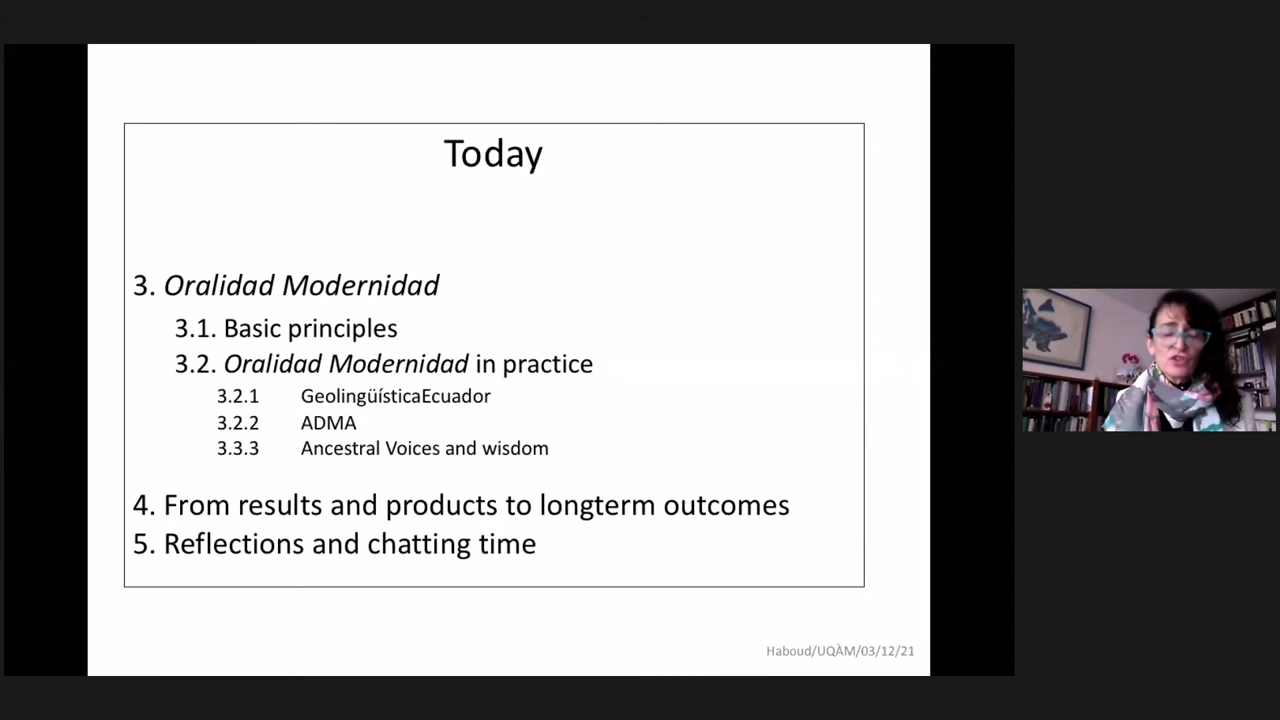 Today
3. Oralidad Modernidad
3.1. Basic principles
3.2. Oralidad Modernidad in practice
3.2.1 GeolingüísticaEcuador
3.2.2 ADMA
3.3.3 Ancestral Voices and wisdom
4. From results and products to longterm outcomes
5. Reflections and chatting time
Haboud/UQÀM/03/12/21